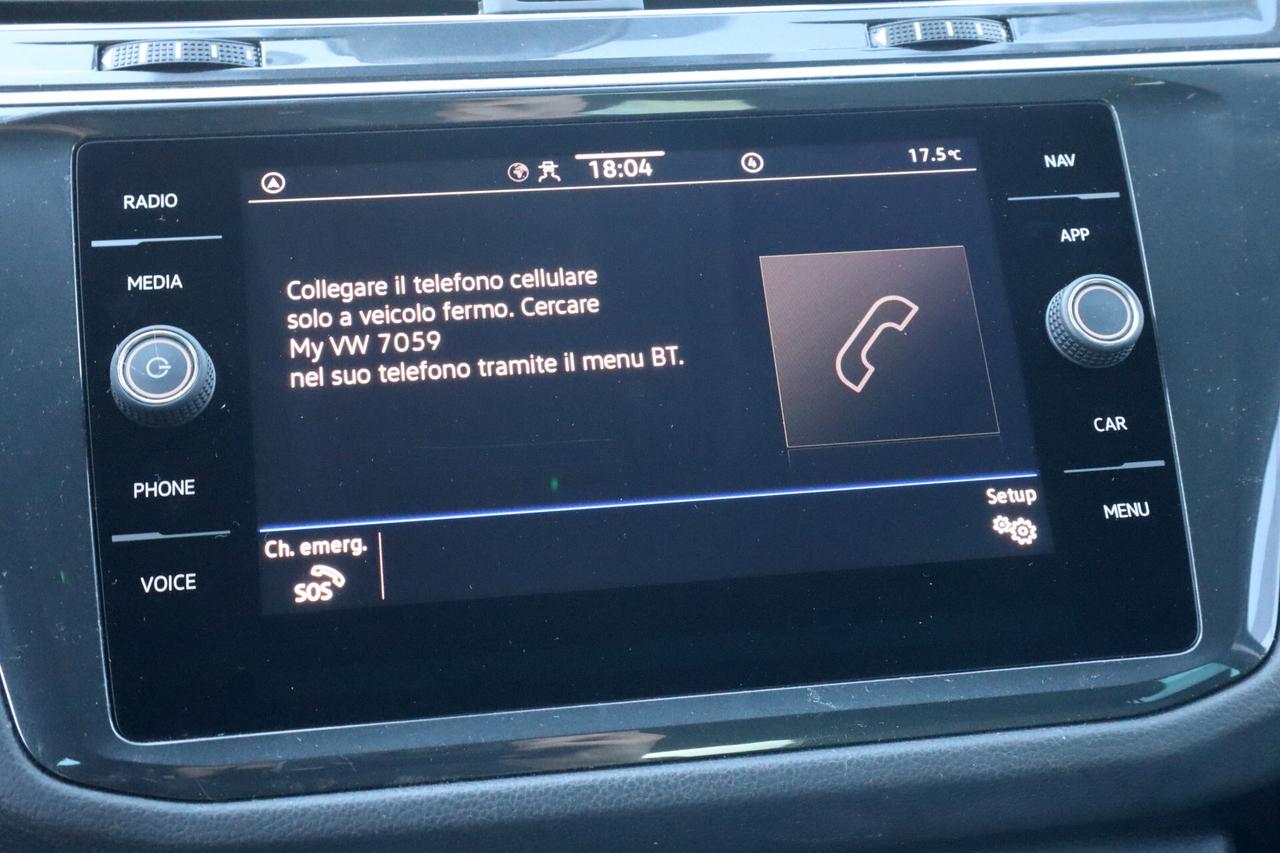 RADIO
MEDIA
PHONE
VOICE
18:04
4
17.5°C
Collegare il telefono cellulare
solo a veicolo fermo. Cercare
My VW 7059
nel suo telefono tramite il menu BT.
Ch. emerg.
SOS
Setup
NAV
APP
CAR
MENU